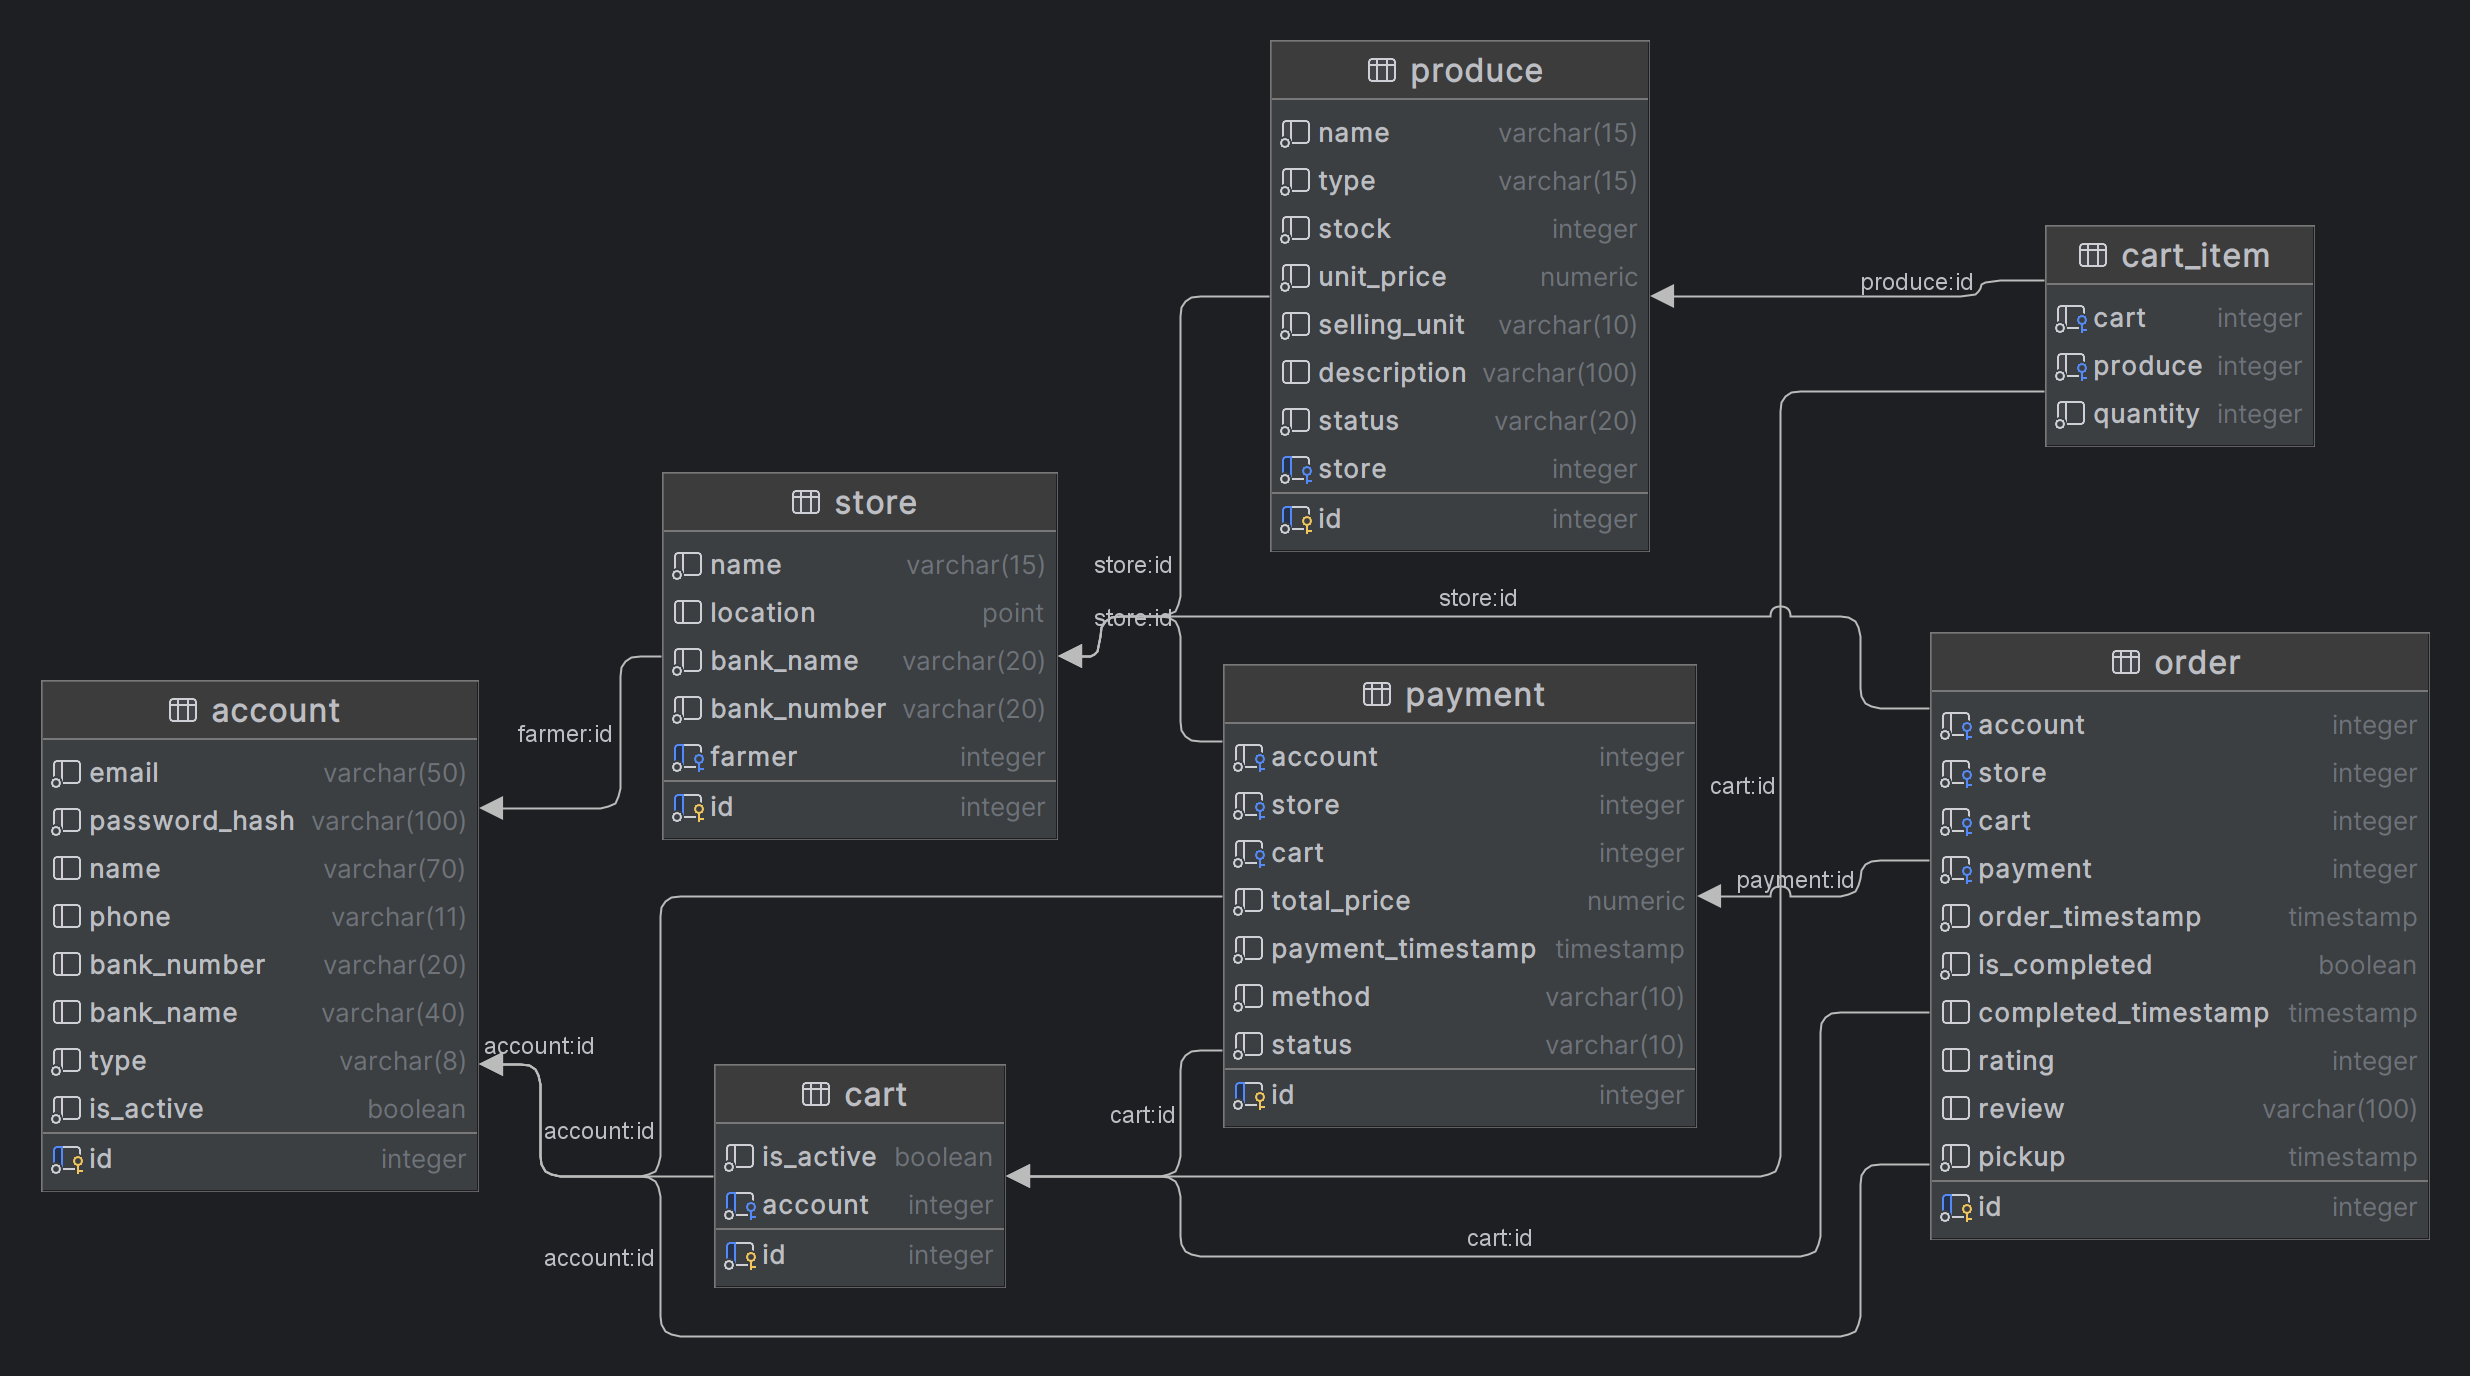 produce
name varchar(15)
type varchar(15)
stock integer
unit_price numeric
selling_unit varchar(10)
description varchar(100)
status varchar(20)
store integer
id integer
cart_item
cart integer
produce integer
quantity integer
produce:id
store
name varchar(15)
location point
bank_name varchar(20)
bank_number varchar(20)
farmer integer
id integer
store:id
store:id
store:id
farmer:id
account
email varchar(50)
password_hash varchar(100)
name varchar(70)
phone varchar(11)
bank_number varchar(20)
bank_name varchar(40)
type varchar(8)
is_active boolean
id integer
payment
account integer
store integer
cart integer
total_price numeric
payment_timestamp timestamp
method varchar(10)
status varchar(10)
id integer
cart:id
payment:id
order
account integer
store integer
cart integer
payment integer
order_timestamp timestamp
is_completed boolean
completed_timestamp timestamp
rating integer
review varchar(100)
pickup timestamp
id integer
account:id
account:id
account:id
cart
is_active boolean
account integer
id integer
cart:id
cart:id